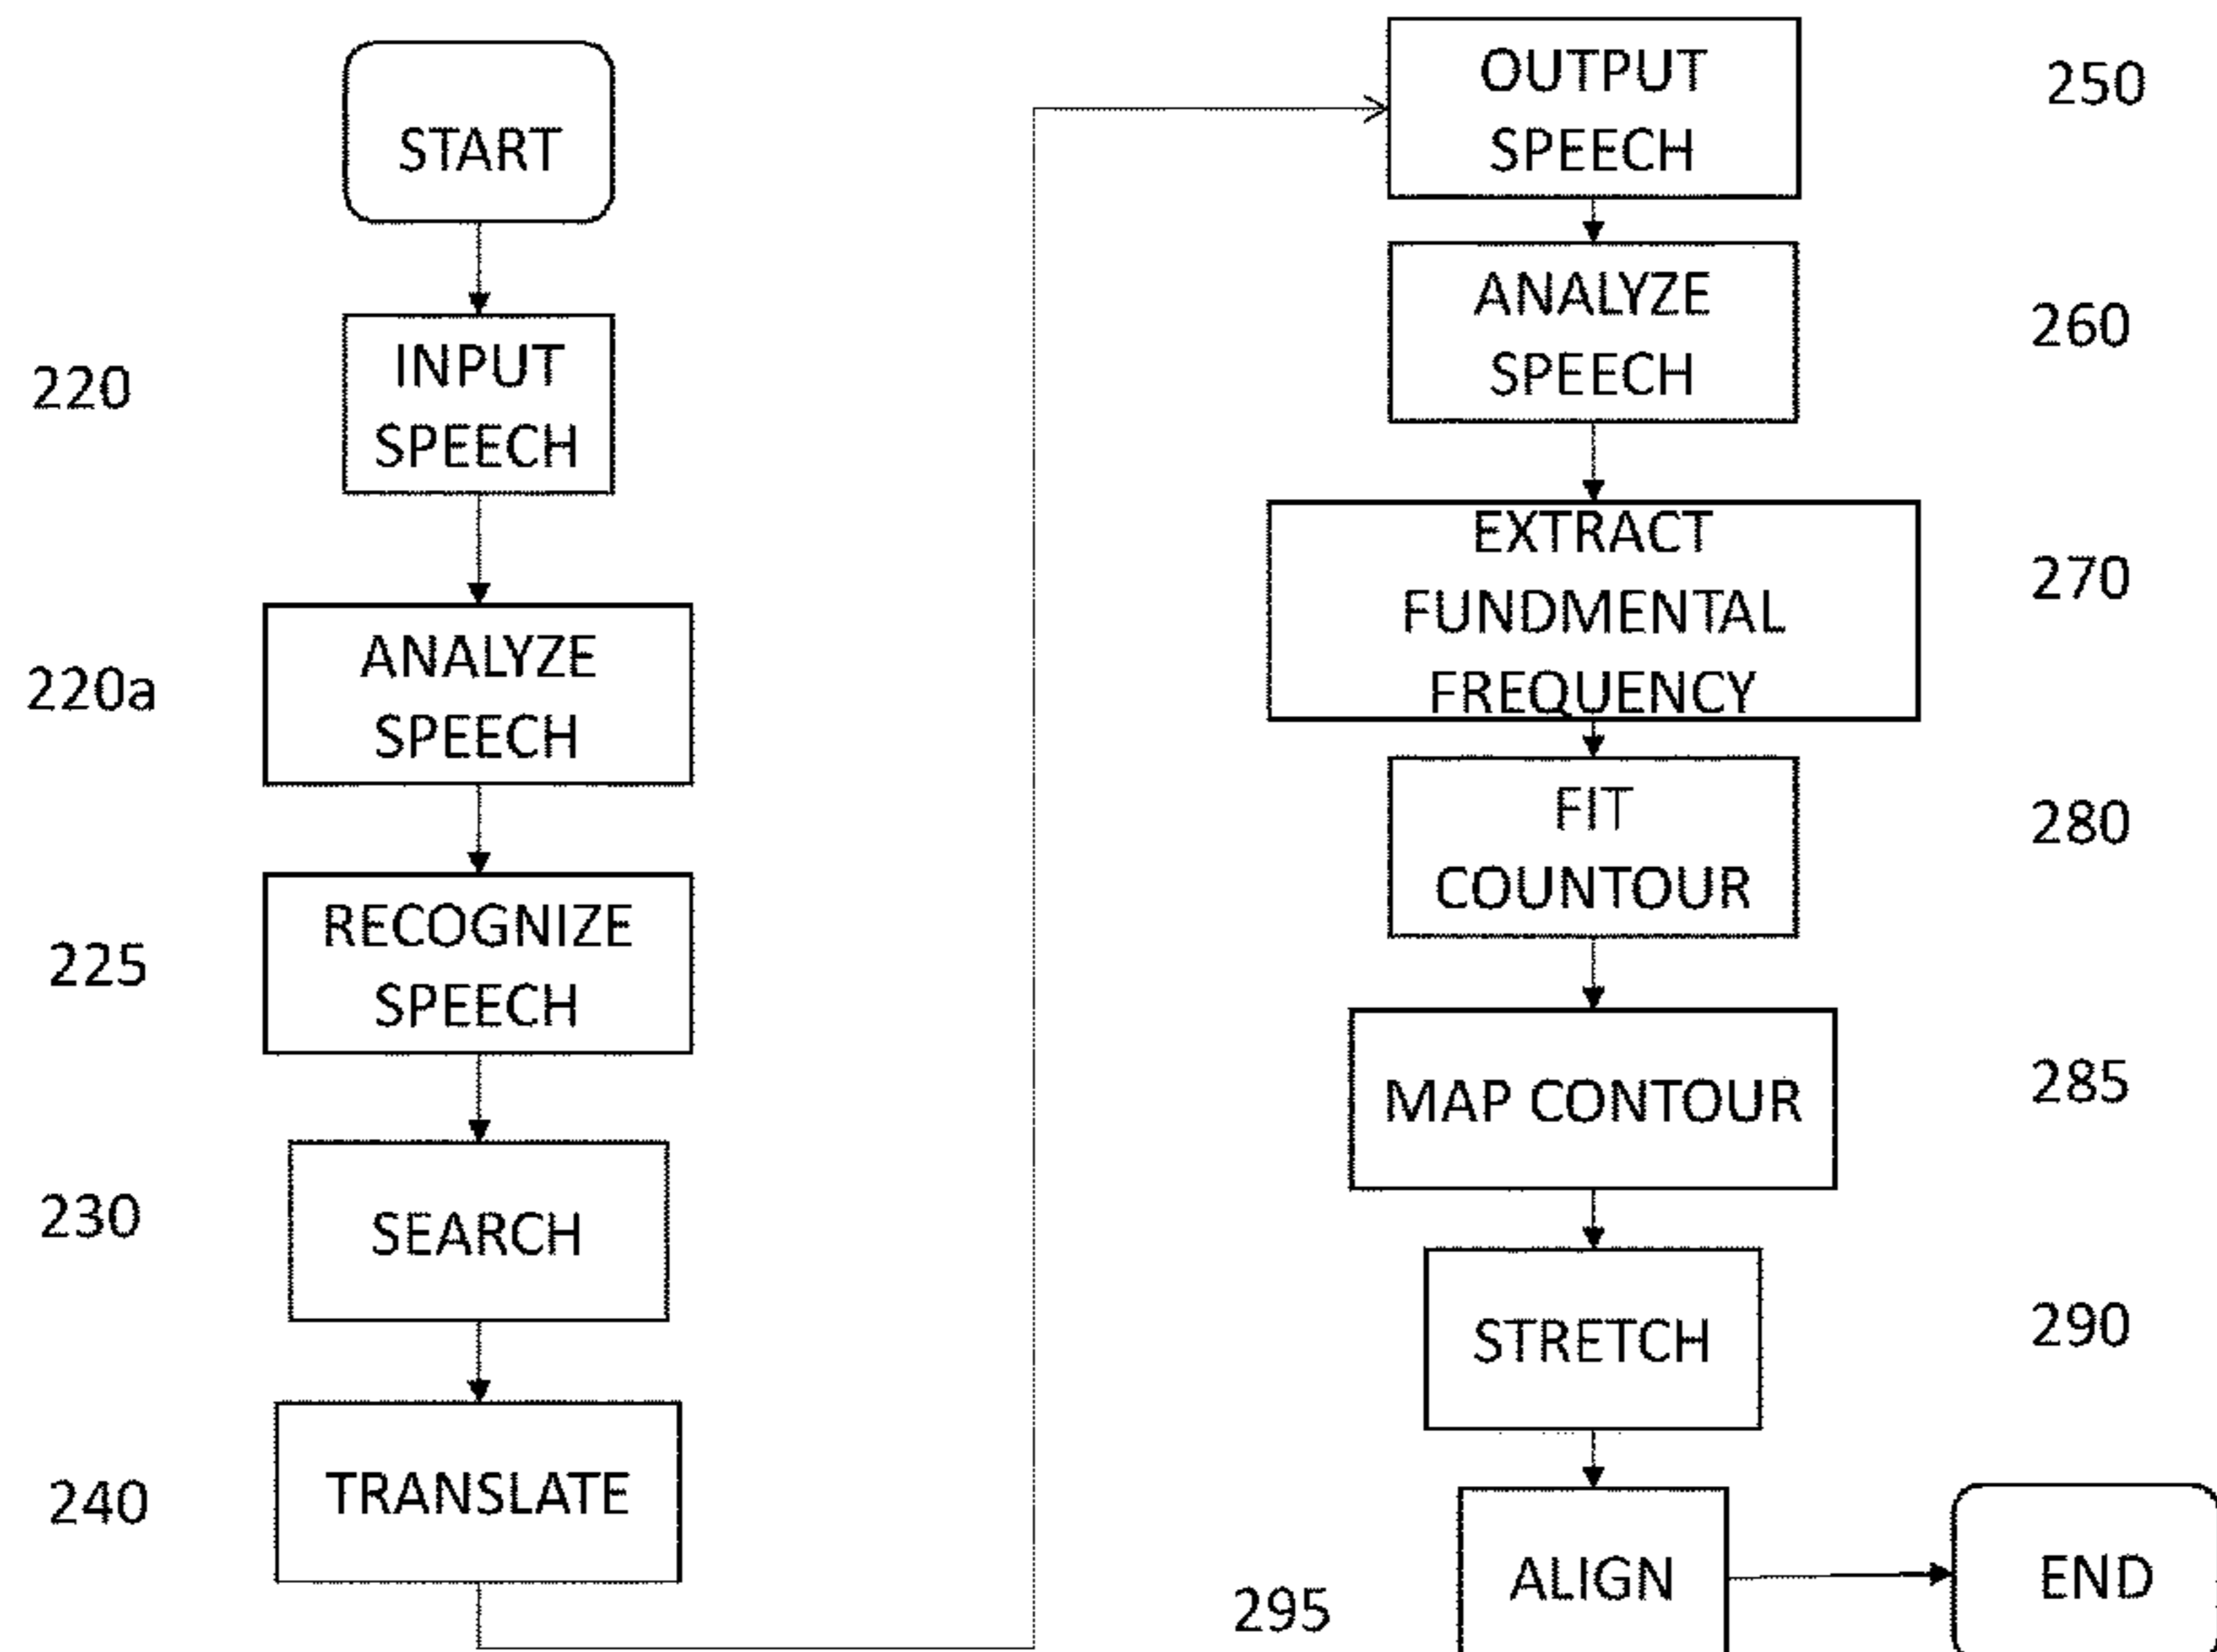 START
220
INPUT
SPEECH
220a
ANALYZE
SPEECH
225
RECOGNIZE
SPEECH
230
SEARCH
240
TRANSLATE
OUTPUT
SPEECH
250
ANALYZE
SPEECH
260
EXTRACT
FUNDMENTAL
FREQUENCY
270
FIT
COUNTOUR
280
MAP CONTOUR
285
STRETCH
290
295
ALIGN
END